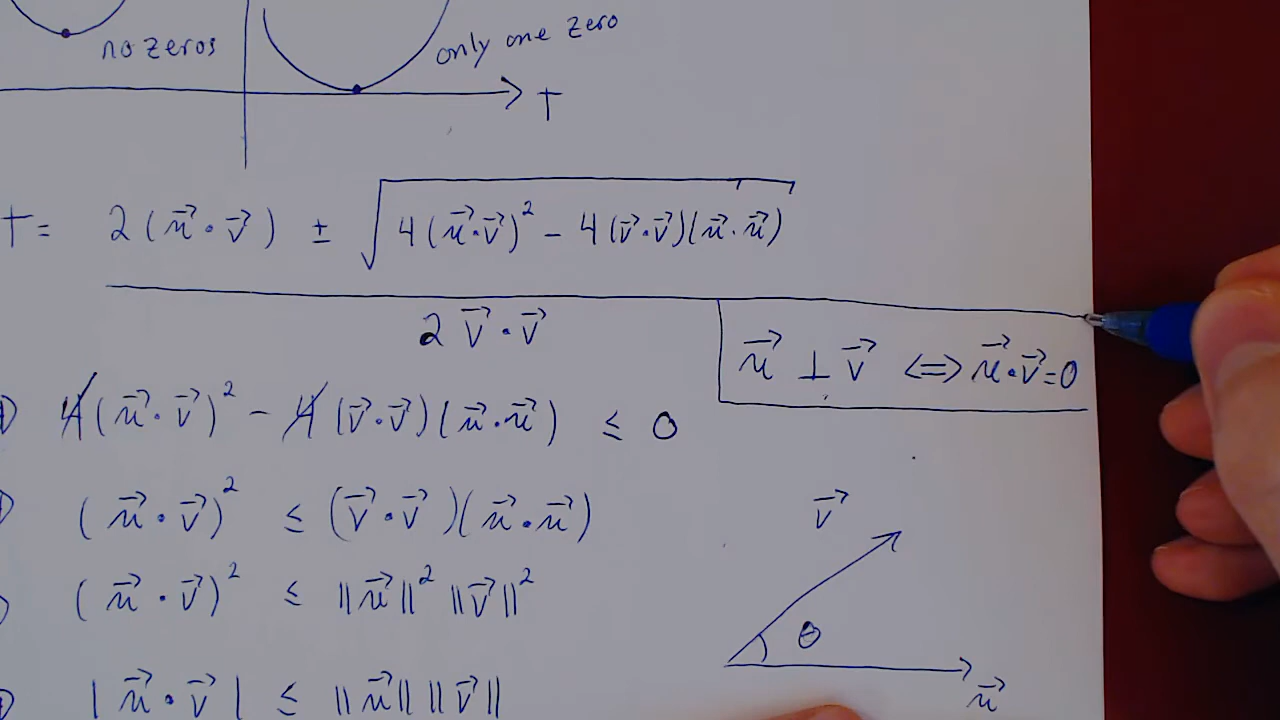 no zeros
only one zero
T
T = 2(u⃗·v⃗) ± √(4(u⃗·v⃗)² − 4(v⃗·v⃗)(u⃗·u⃗))
2 v⃗·v⃗
u⃗ ⊥ v⃗ ⟺ u⃗·v⃗=0
4(u⃗·v⃗)² − 4(v⃗·v⃗)(u⃗·u⃗) ≤ 0
(u⃗·v⃗)² ≤ (v⃗·v⃗)(u⃗·u⃗)
v⃗
(u⃗·v⃗)² ≤ ||u⃗||² ||v⃗||²
θ
|u⃗·v⃗| ≤ ||u⃗|| ||v⃗||
u⃗